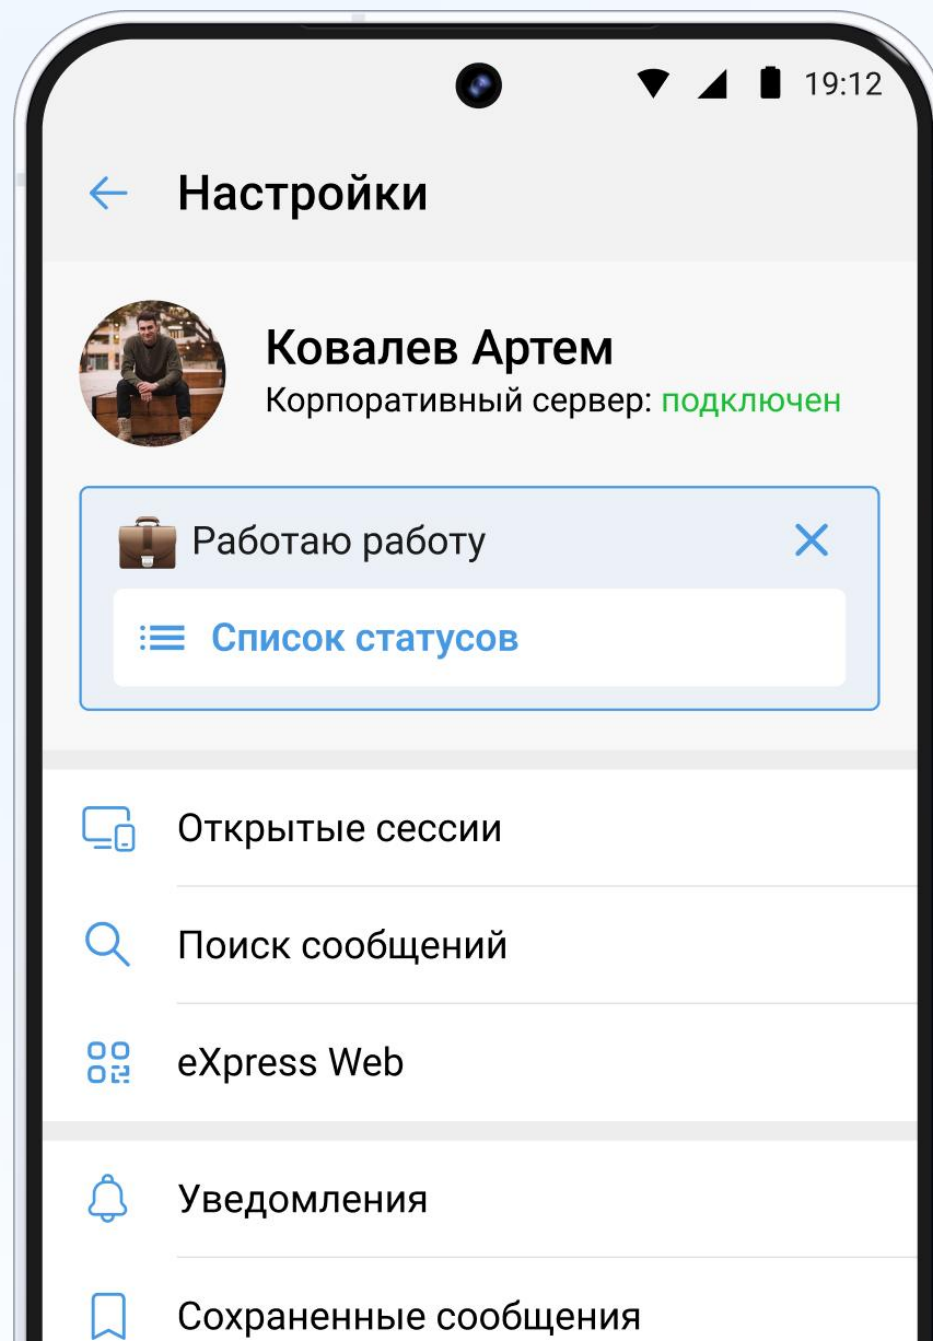 19:12
Настройки
Ковалев Артем
Корпоративный сервер: подключен
Работаю работу
Список статусов
Открытые сессии
Поиск сообщений
eXpress Web
Уведомления
Сохраненные сообщения